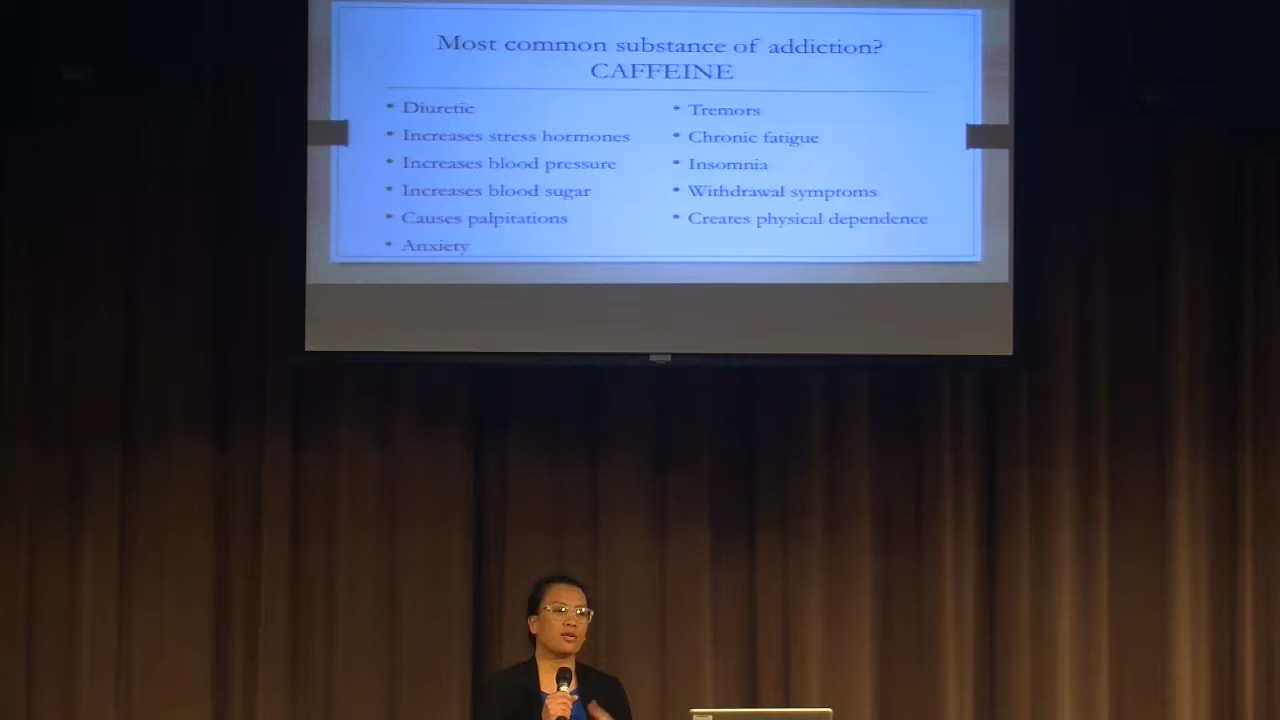 Most common substance of addiction?
CAFFEINE
• Diuretic
• Increases stress hormones
• Increases blood pressure
• Increases blood sugar
• Causes palpitations
• Anxiety
• Tremors
• Chronic fatigue
• Insomnia
• Withdrawal symptoms
• Creates physical dependence